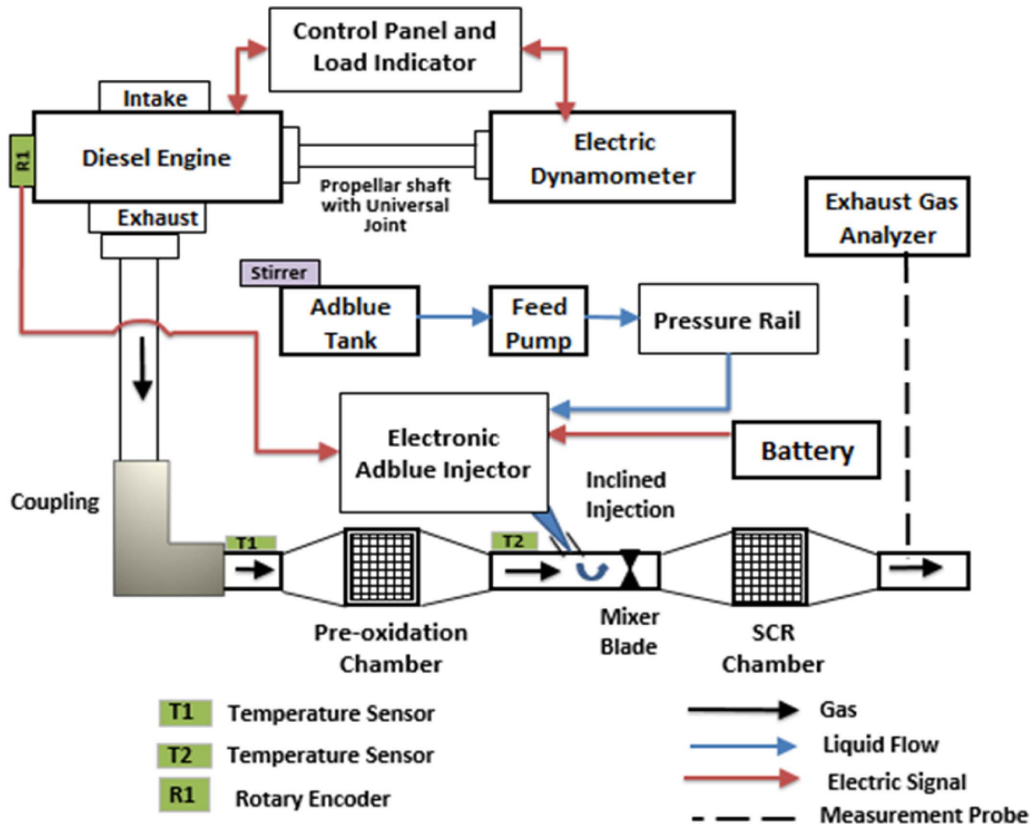 Control Panel and
Load Indicator
Intake
R1
Diesel Engine
Electric
Dynamometer
Propellar shaft
with Universal
Joint
Exhaust
Exhaust Gas
Analyzer
Stirrer
Adblue
Tank
Feed
Pump
Pressure Rail
Electronic
Adblue Injector
Battery
Inclined
Injection
Coupling
T1
T2
Pre-oxidation
Chamber
Mixer
Blade
SCR
Chamber
T1 Temperature Sensor
T2 Temperature Sensor
R1 Rotary Encoder
Gas
Liquid Flow
Electric Signal
Measurement Probe